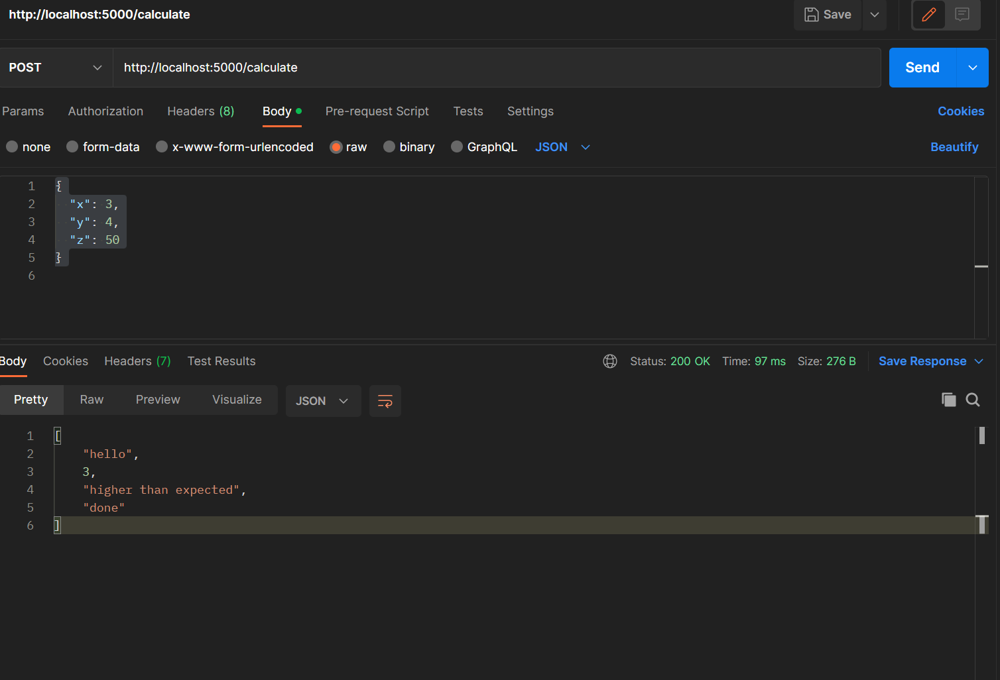 http://localhost:5000/calculate Save
POST http://localhost:5000/calculate Send
Params Authorization Headers (8) Body Pre-request Script Tests Settings Cookies
none form-data x-www-form-urlencoded raw binary GraphQL JSON Beautify
1 {
2 "x": 3,
3 "y": 4,
4 "z": 50
5 }
6
Body Cookies Headers (7) Test Results Status: 200 OK Time: 97 ms Size: 276 B Save Response
Pretty Raw Preview Visualize JSON
1 [
2 "hello",
3 3,
4 "higher than expected",
5 "done"
6 ]